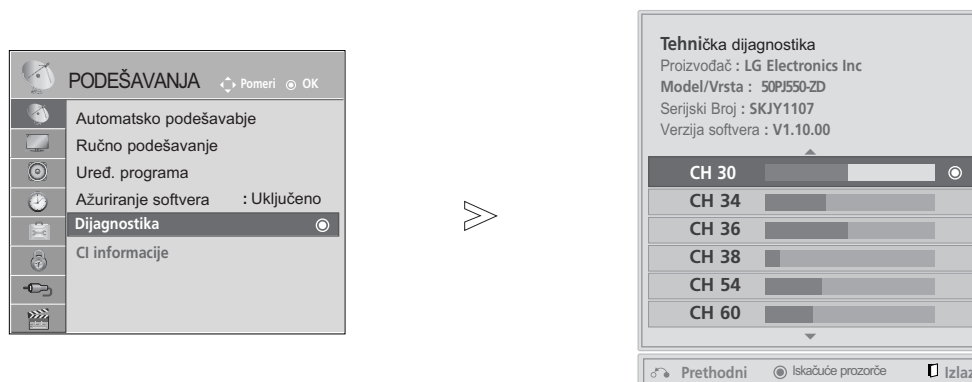 PODEŠAVANJA Pomeri OK
Automatsko podešavabje
Ručno podešavanje
Uređ. programa
Ažuriranje softvera : Uključeno
Dijagnostika
CI informacije
Tehnička dijagnostika
Proizvođač : LG Electronics Inc
Model/Vrsta : 50PJ550-ZD
Serijski Broj : SKJY1107
Verzija softvera : V1.10.00
CH 30
CH 34
CH 36
CH 38
CH 54
CH 60
Prethodni Iskačuće prozorče Izlaz